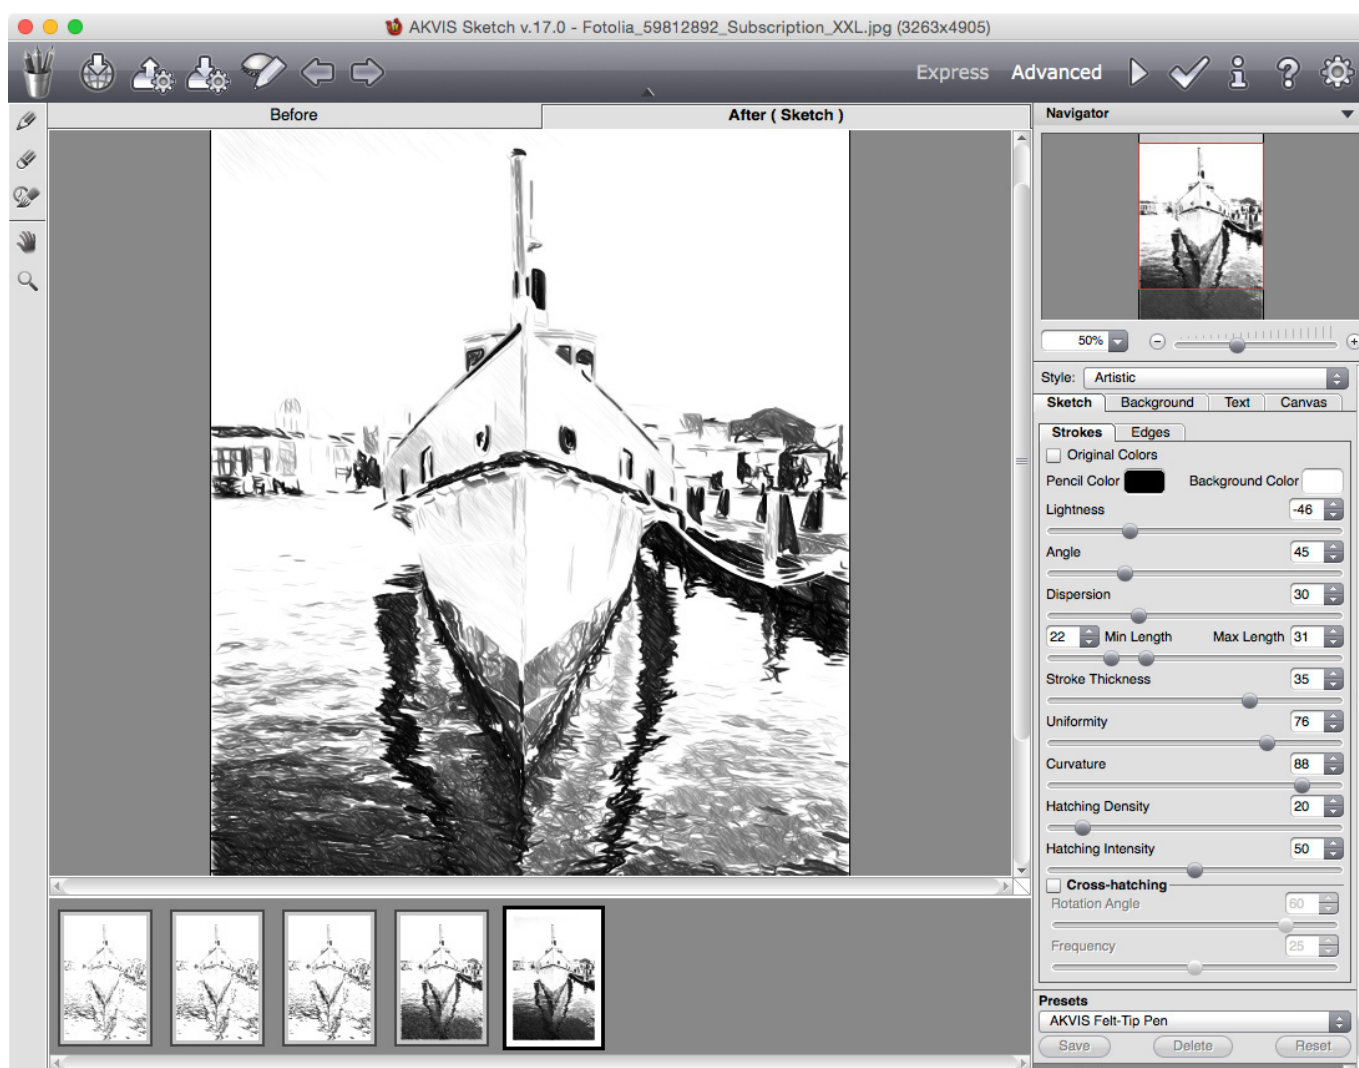 AKVIS Sketch v.17.0 - Fotolia_59812892_Subscription_XXL.jpg (3263x4905)
Express Advanced
Before After ( Sketch )
Navigator
50%
Style: Artistic
Sketch Background Text Canvas
Strokes Edges
Original Colors
Pencil Color Background Color
Lightness -46
Angle 45
Dispersion 30
22 Min Length Max Length 31
Stroke Thickness 35
Uniformity 76
Curvature 88
Hatching Density 20
Hatching Intensity 50
Cross-hatching
Rotation Angle 60
Frequency 25
Presets
AKVIS Felt-Tip Pen
Save Delete Reset